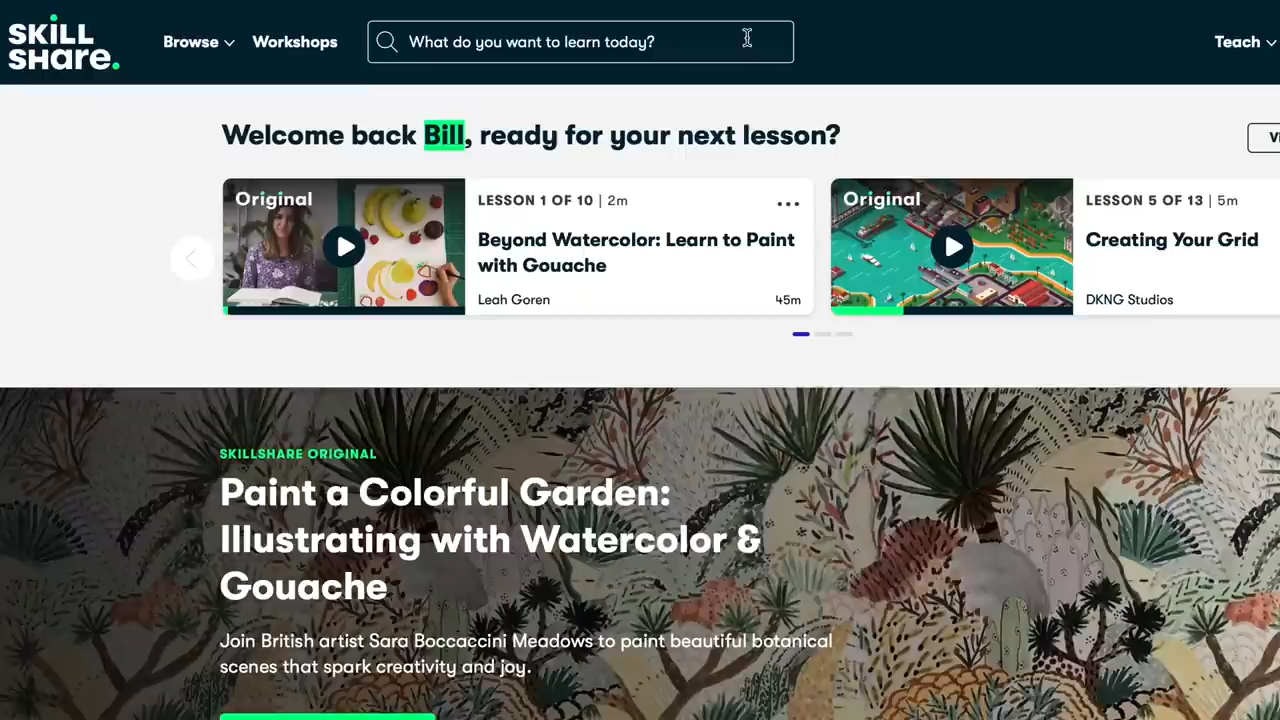 SKILL
SHARE.
Browse
Workshops
What do you want to learn today?
Teach
Welcome back Bill, ready for your next lesson?
Original
LESSON 1 OF 10 | 2m
Beyond Watercolor: Learn to Paint
with Gouache
Leah Goren
45m
Original
LESSON 5 OF 13 | 5m
Creating Your Grid
DKNG Studios
SKILLSHARE ORIGINAL
Paint a Colorful Garden:
Illustrating with Watercolor &
Gouache
Join British artist Sara Boccaccini Meadows to paint beautiful botanical
scenes that spark creativity and joy.